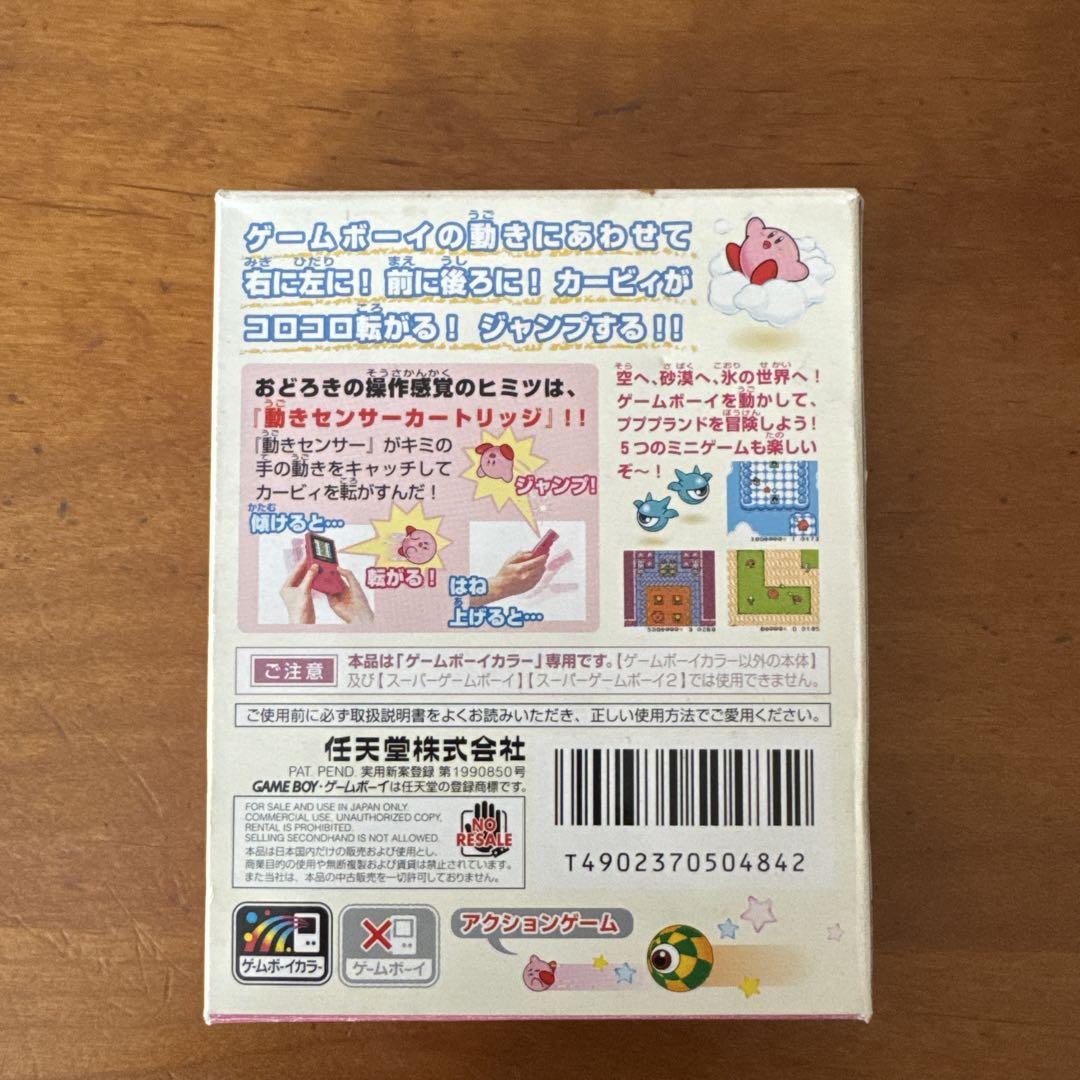 ゲームボーイの動きにあわせて
右に左に！前に後ろに！カービィが
コロコロ転がる！ジャンプする！！
おどろきの操作感覚のヒミツは、
『動きセンサーカートリッジ』！！
『動きセンサー』がキミの
手の動きをキャッチして
カービィを転がすんだ！
ジャンプ！
傾けると…
転がる！
はね
上げると…
空へ、砂漠へ、氷の世界へ！
ゲームボーイを動かして、
プププランドを冒険しよう！
5つのミニゲームも楽しい
ぞ〜！
ご注意
本品は「ゲームボーイカラー」専用です。【ゲームボーイカラー以外の本体】
及び【スーパーゲームボーイ】【スーパーゲームボーイ2】では使用できません。
ご使用前に必ず取扱説明書をよくお読みいただき、正しい使用方法でご愛用ください。
任天堂株式会社
PAT. PEND. 実用新案登録 第1990850号
GAME BOY・ゲームボーイは任天堂の登録商標です。
FOR SALE AND USE IN JAPAN ONLY.
COMMERCIAL USE, UNAUTHORIZED COPY,
RENTAL IS PROHIBITED.
SELLING SECONDHAND IS NOT ALLOWED.
本品は日本国内だけの販売および使用とし、
商業目的の使用や無断複製および賃貸は禁止されています。
また当社は、本品の中古販売を一切許可しておりません。
NO
RESALE
T4902370504842
ゲームボーイカラー
ゲームボーイ
アクションゲーム